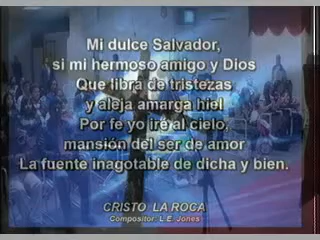 Mi dulce Salvador,
si mi hermoso amigo y Dios
Que libra de tristezas
y aleja amarga hiel
Por fe yo iré al cielo,
mansión del ser de amor
La fuente inagotable de dicha y bien.
CRISTO LA ROCA
Compositor L.E. Jones